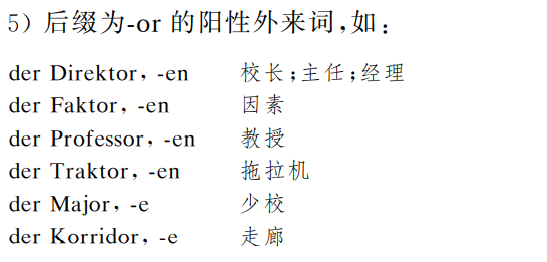 5) 后缀为-or 的阳性外来词,如：
der Direktor, -en 校长;主任;经理
der Faktor, -en 因素
der Professor, -en 教授
der Traktor, -en 拖拉机
der Major, -e 少校
der Korridor, -e 走廊